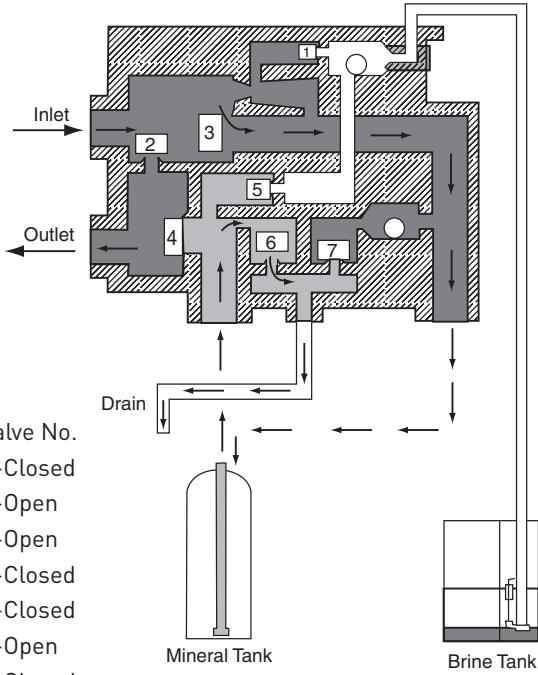 1
Inlet
2
3
5
Outlet
4
6
7
Drain
alve No.
-Closed
-Open
-Open
-Closed
-Closed
-Open
Mineral Tank
Brine Tank